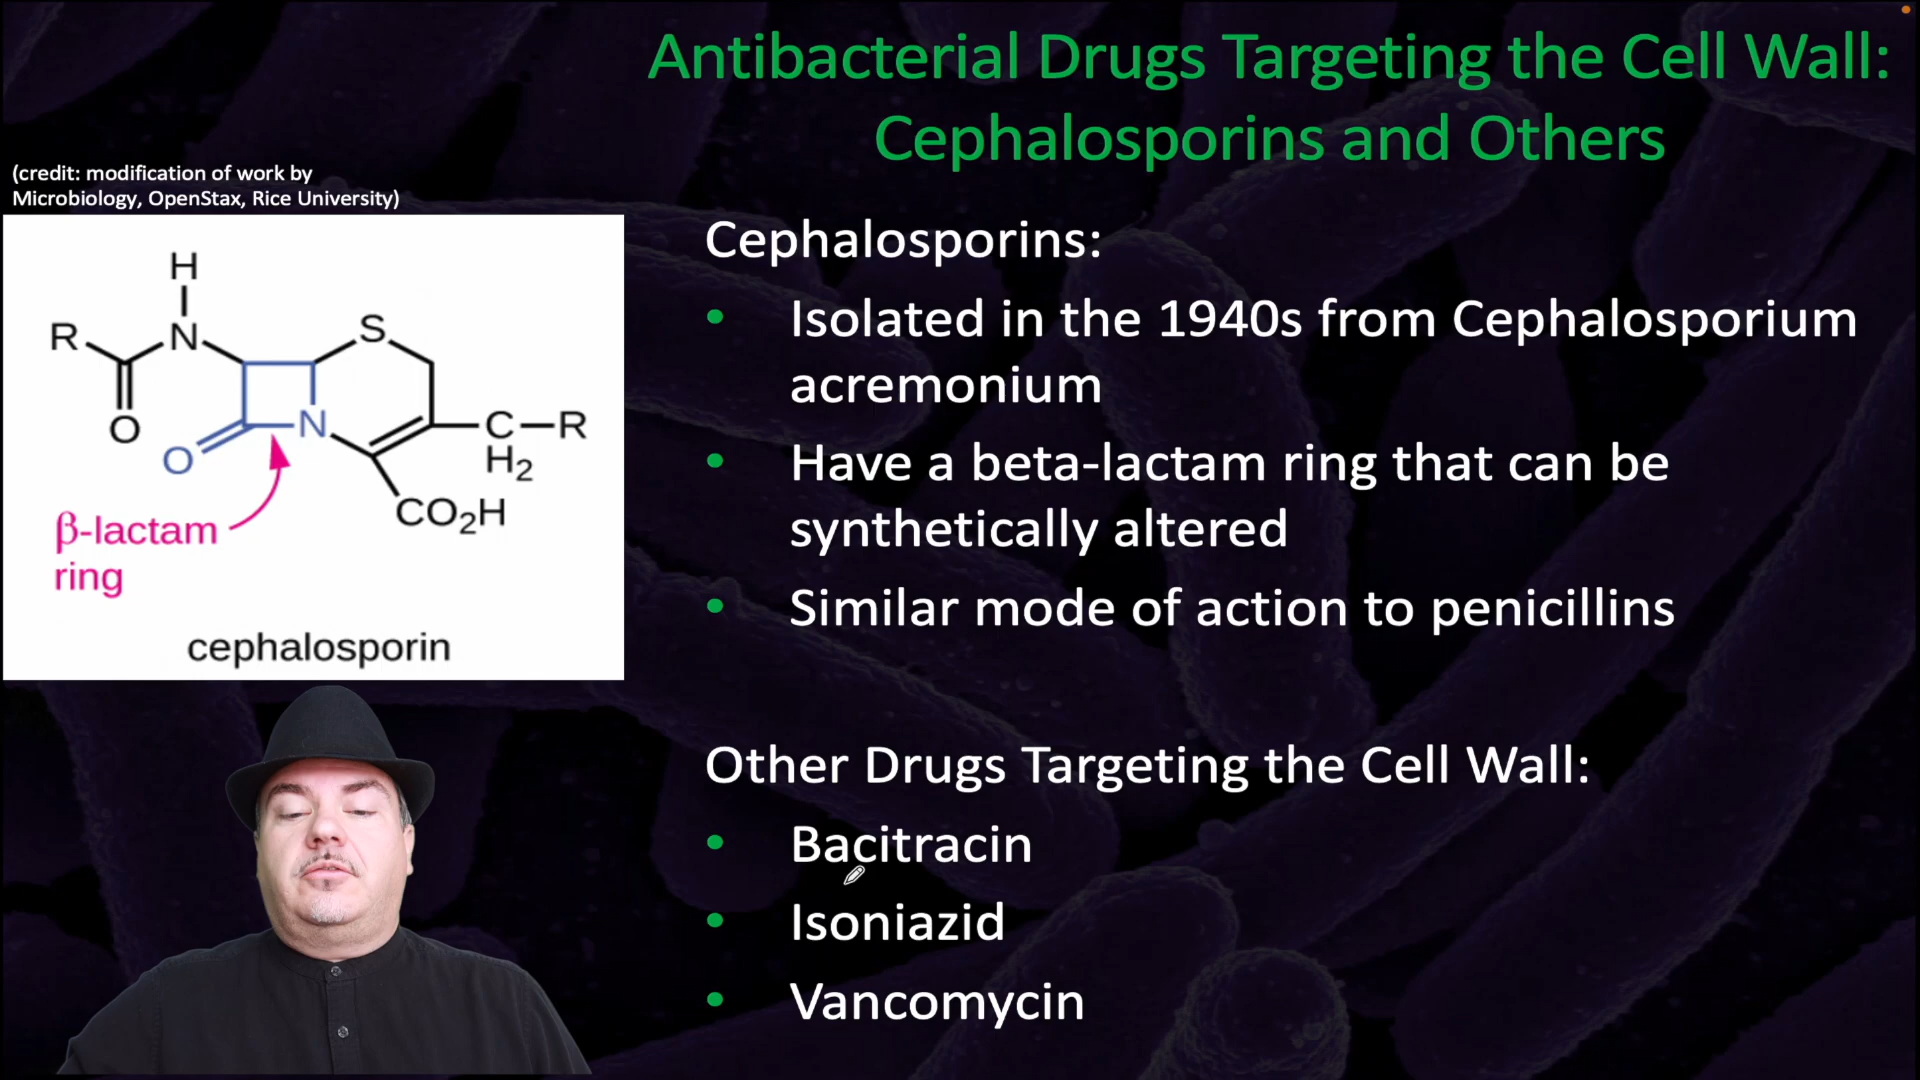 Antibacterial Drugs Targeting the Cell Wall:
Cephalosporins and Others
(credit: modification of work by
Microbiology, OpenStax, Rice University)
H
R
N
S
O
N
O
C
R
H₂
CO₂H
β-lactam
ring
cephalosporin
Cephalosporins:
• Isolated in the 1940s from Cephalosporium
acremonium
• Have a beta-lactam ring that can be
synthetically altered
• Similar mode of action to penicillins
Other Drugs Targeting the Cell Wall:
• Bacitracin
• Isoniazid
• Vancomycin